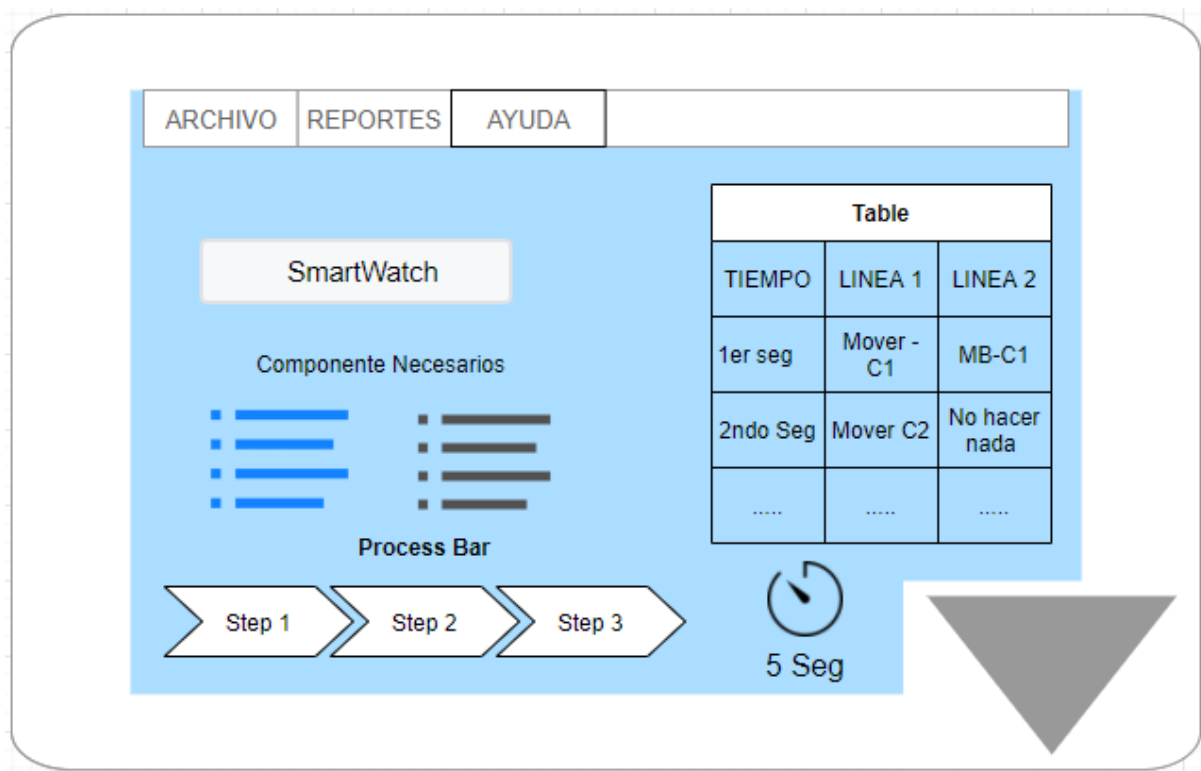 ARCHIVO REPORTES AYUDA
SmartWatch
Componente Necesarios
Process Bar
Step 1 Step 2 Step 3
Table
TIEMPO LINEA 1 LINEA 2
1er seg Mover -
C1 MB-C1
2ndo Seg Mover C2 No hacer
nada
..... ..... .....
5 Seg